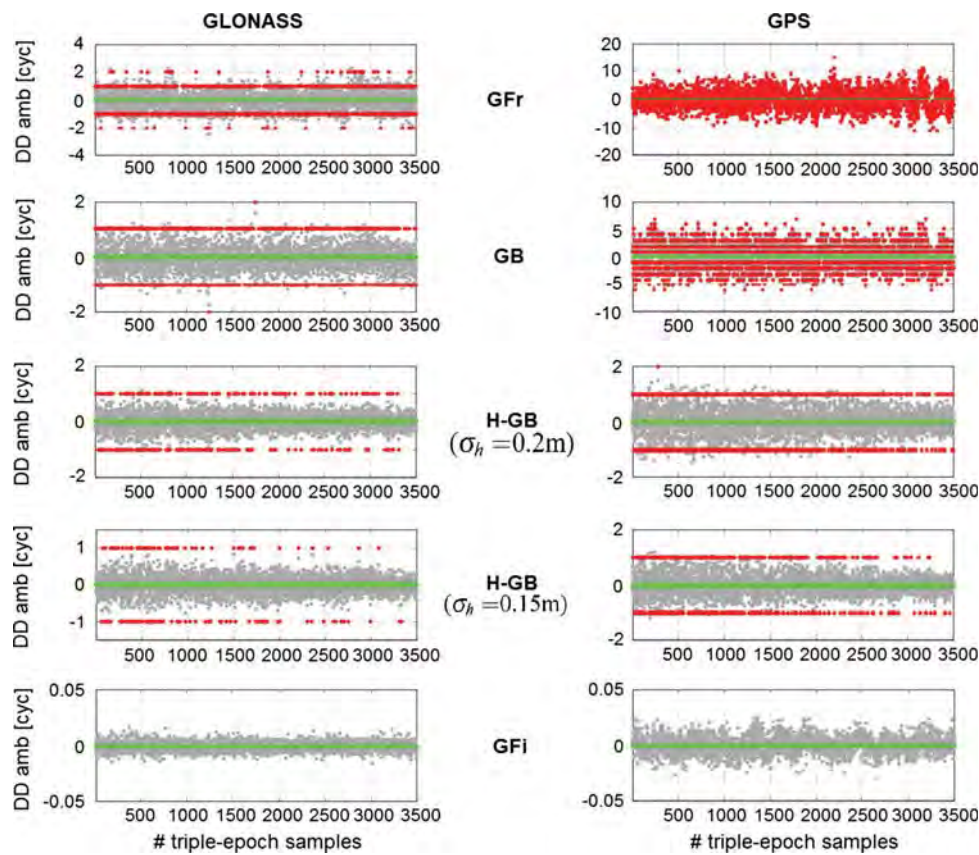 GLONASS GPS
DD amb [cyc] 4 2 0 -2 -4 GFr 20 10 0 -10 -20
500 1000 1500 2000 2500 3000 3500 500 1000 1500 2000 2500 3000 3500
DD amb [cyc] 2 0 -2 GB 10 5 0 -5 -10
500 1000 1500 2000 2500 3000 3500 500 1000 1500 2000 2500 3000 3500
DD amb [cyc] 2 0 -2 H-GB 2 0 -2
(σh =0.2m)
500 1000 1500 2000 2500 3000 3500 500 1000 1500 2000 2500 3000 3500
DD amb [cyc] 1 0 -1 H-GB 2 0 -2
(σh =0.15m)
500 1000 1500 2000 2500 3000 3500 500 1000 1500 2000 2500 3000 3500
DD amb [cyc] 0.05 0 -0.05 GFi 0.05 0 -0.05
500 1000 1500 2000 2500 3000 3500 500 1000 1500 2000 2500 3000 3500
# triple-epoch samples # triple-epoch samples